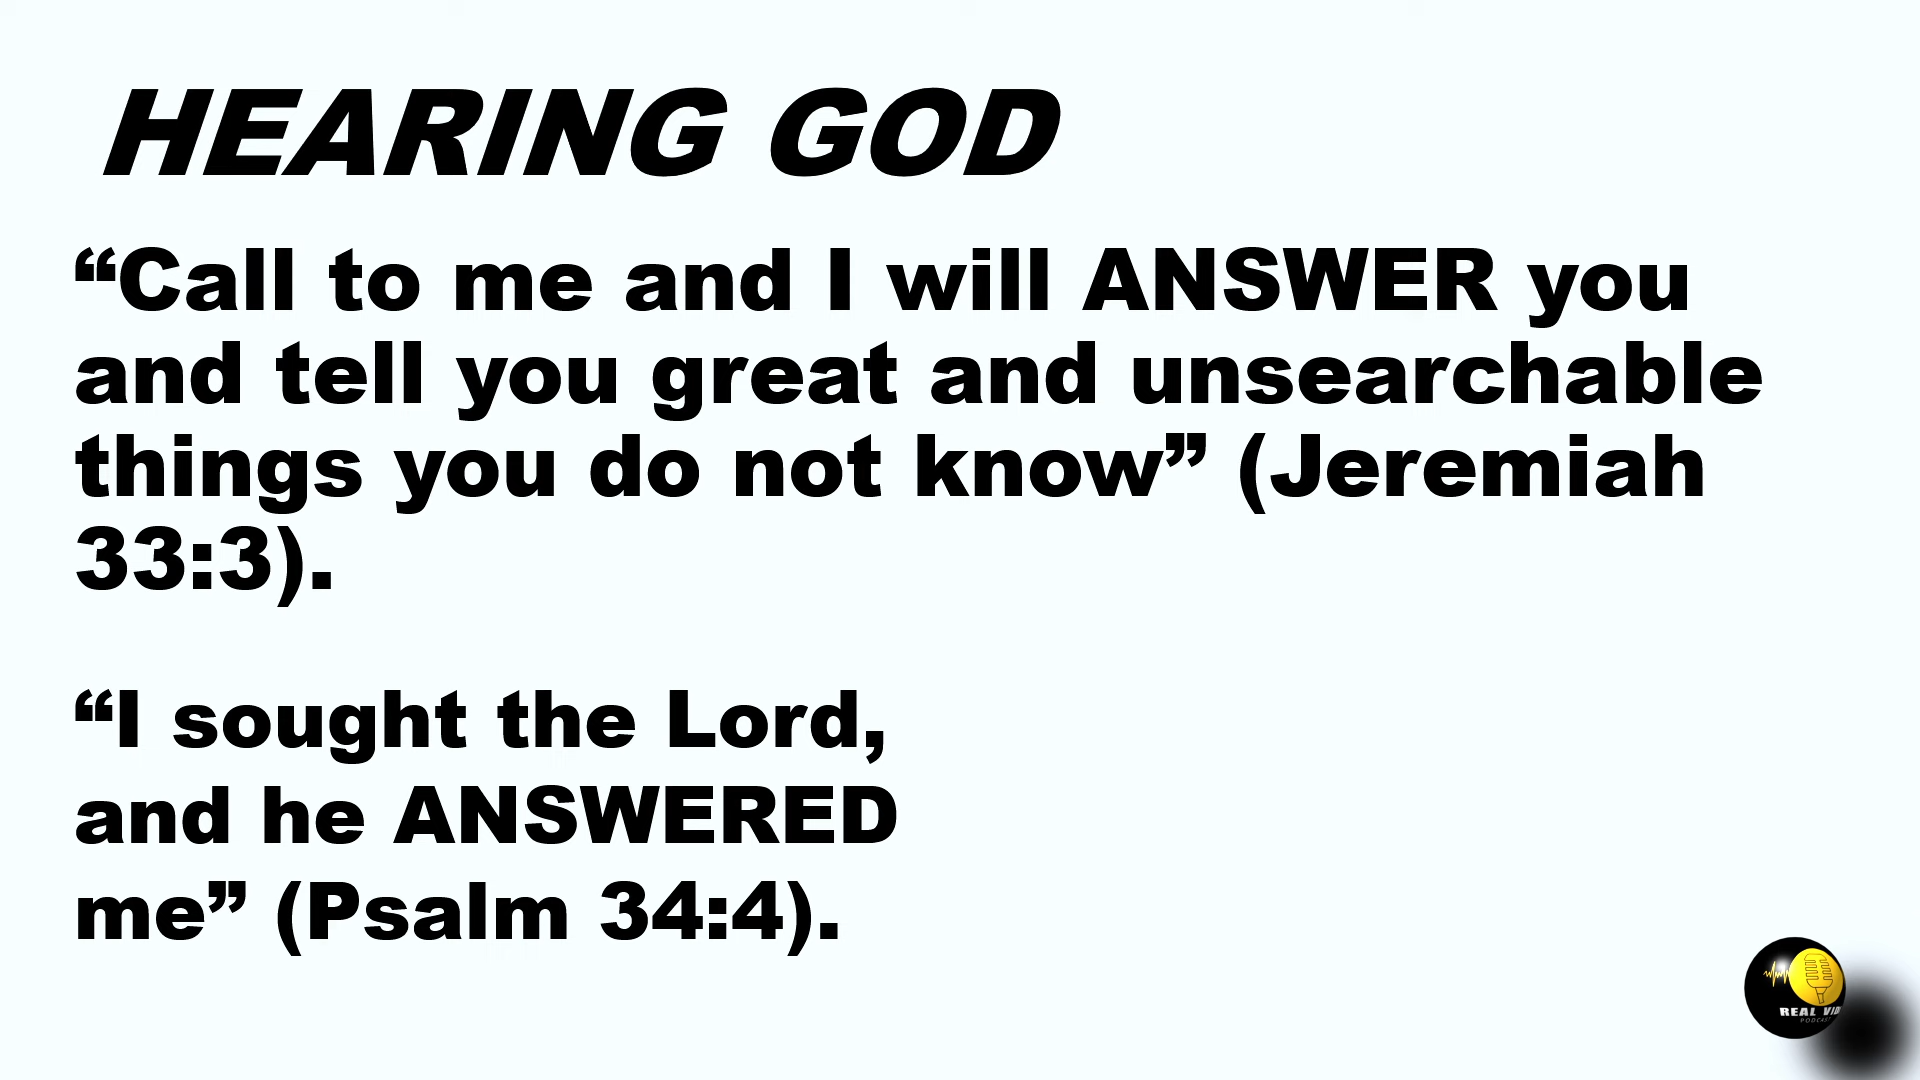 HEARING GOD
“Call to me and I will ANSWER you
and tell you great and unsearchable
things you do not know” (Jeremiah
33:3).
“I sought the Lord,
and he ANSWERED
me” (Psalm 34:4).
REAL